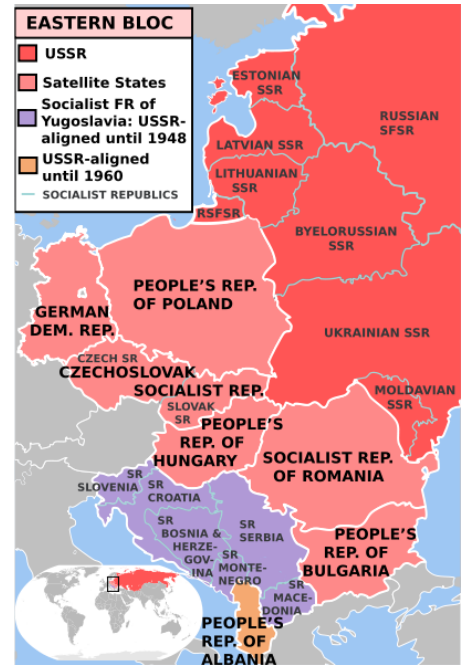 EASTERN BLOC
USSR
Satellite States
Socialist FR of
Yugoslavia: USSR-
aligned until 1948
USSR-aligned
until 1960
SOCIALIST REPUBLICS
ESTONIAN
SSR
RUSSIAN
SFSR
LATVIAN SSR
LITHUANIAN
SSR
RSFSR
BYELORUSSIAN
SSR
PEOPLE'S REP.
OF POLAND
GERMAN
DEM. REP.
UKRAINIAN SSR
CZECH SR
CZECHOSLOVAK
SOCIALIST REP.
SLOVAK
SR
MOLDAVIAN
SSR
PEOPLE'S
REP. OF
HUNGARY
SOCIALIST REP.
OF ROMANIA
SR
SLOVENIA
SR
CROATIA
SR
BOSNIA &
HERZE-
GOV-
INA
SR
SERBIA
SR
MONTE-
NEGRO
PEOPLE'S
REP. OF
BULGARIA
SR
MACE-
DONIA
PEOPLE'S
REP. OF
ALBANIA